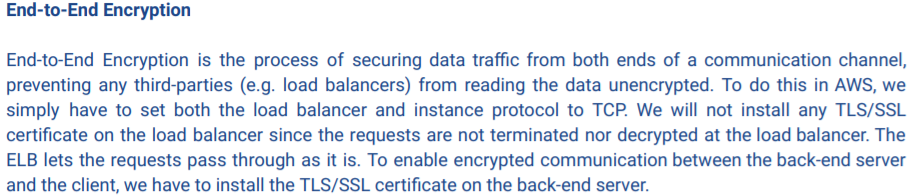 End-to-End Encryption
End-to-End Encryption is the process of securing data traffic from both ends of a communication channel,
preventing any third-parties (e.g. load balancers) from reading the data unencrypted. To do this in AWS, we
simply have to set both the load balancer and instance protocol to TCP. We will not install any TLS/SSL
certificate on the load balancer since the requests are not terminated nor decrypted at the load balancer. The
ELB lets the requests pass through as it is. To enable encrypted communication between the back-end server
and the client, we have to install the TLS/SSL certificate on the back-end server.